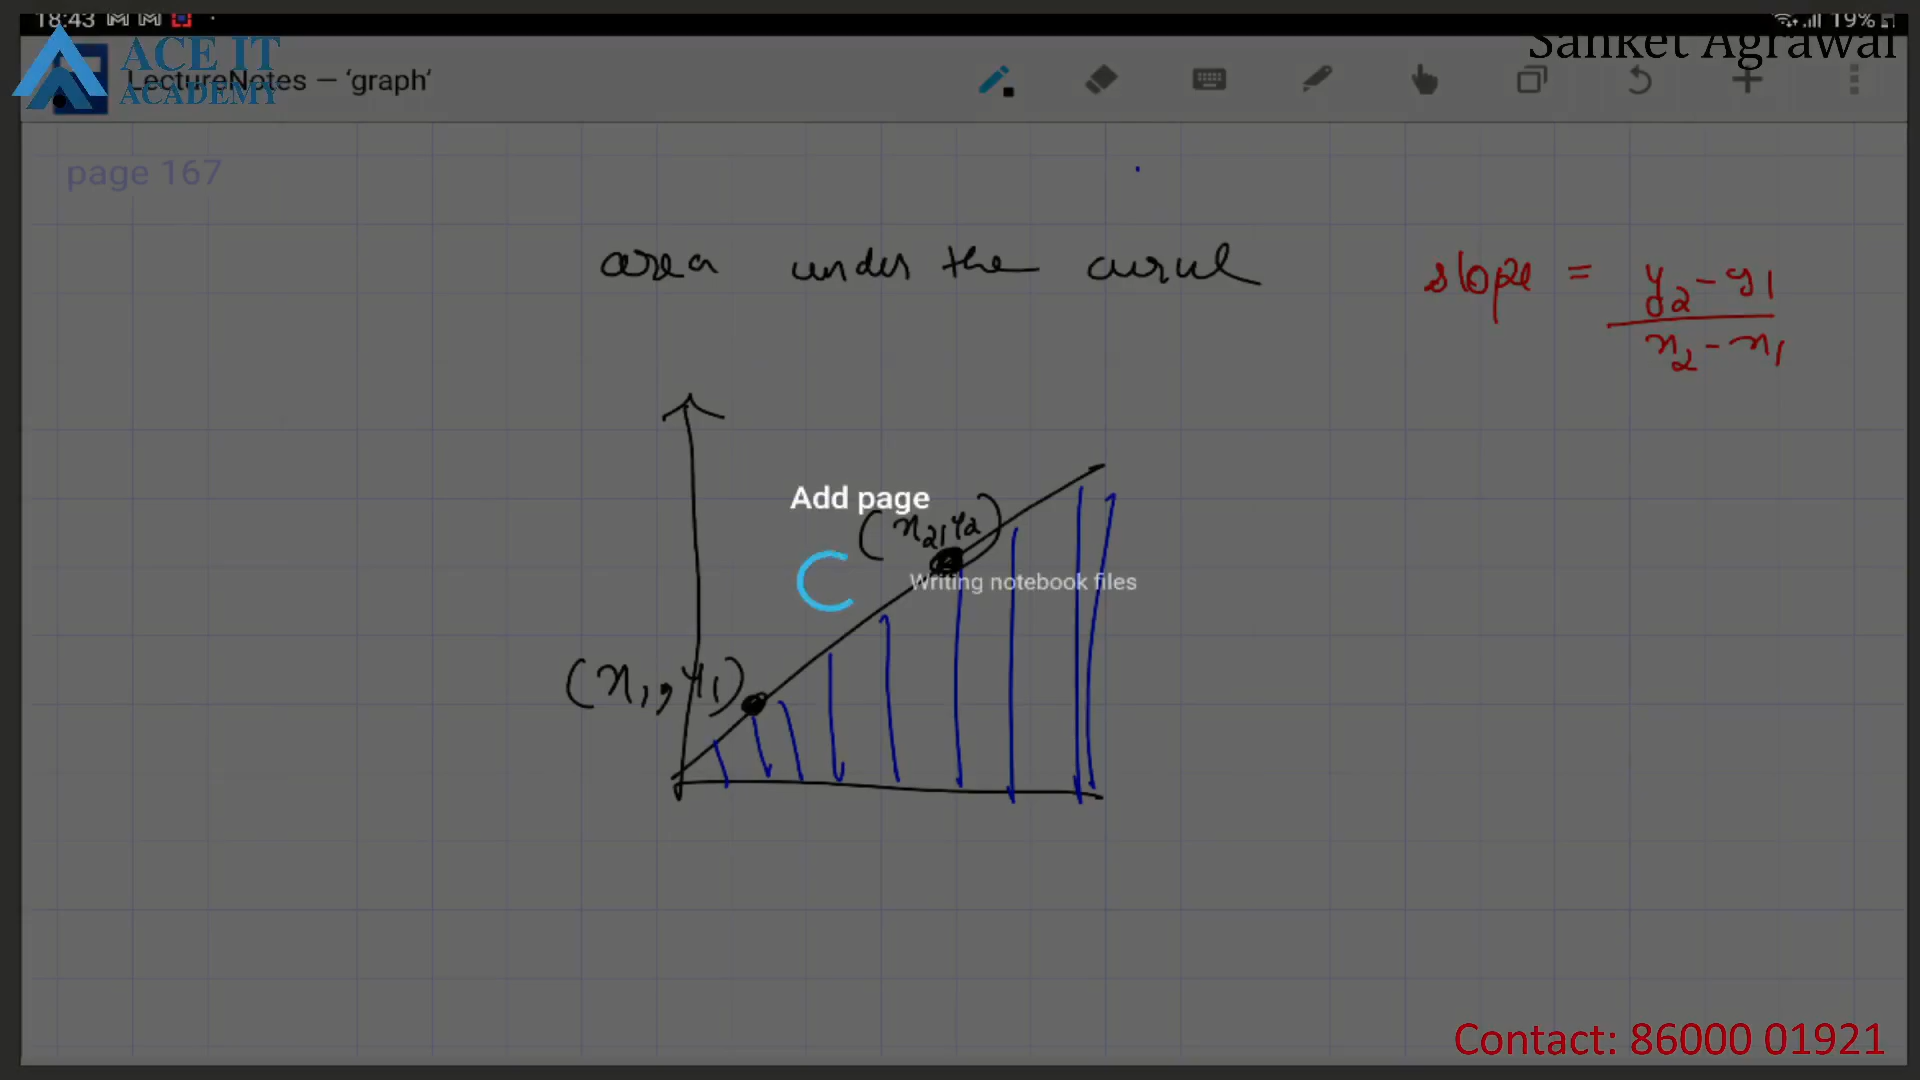 18:43
19%
Sanket Agrawal
ACE IT
ACADEMY
LectureNotes — ‘graph’
page 167
area under the curve
slope = y2 - y1
x2 - x1
Add page
(x2, y2)
Writing notebook files
(x1, y1)
Contact: 86000 01921